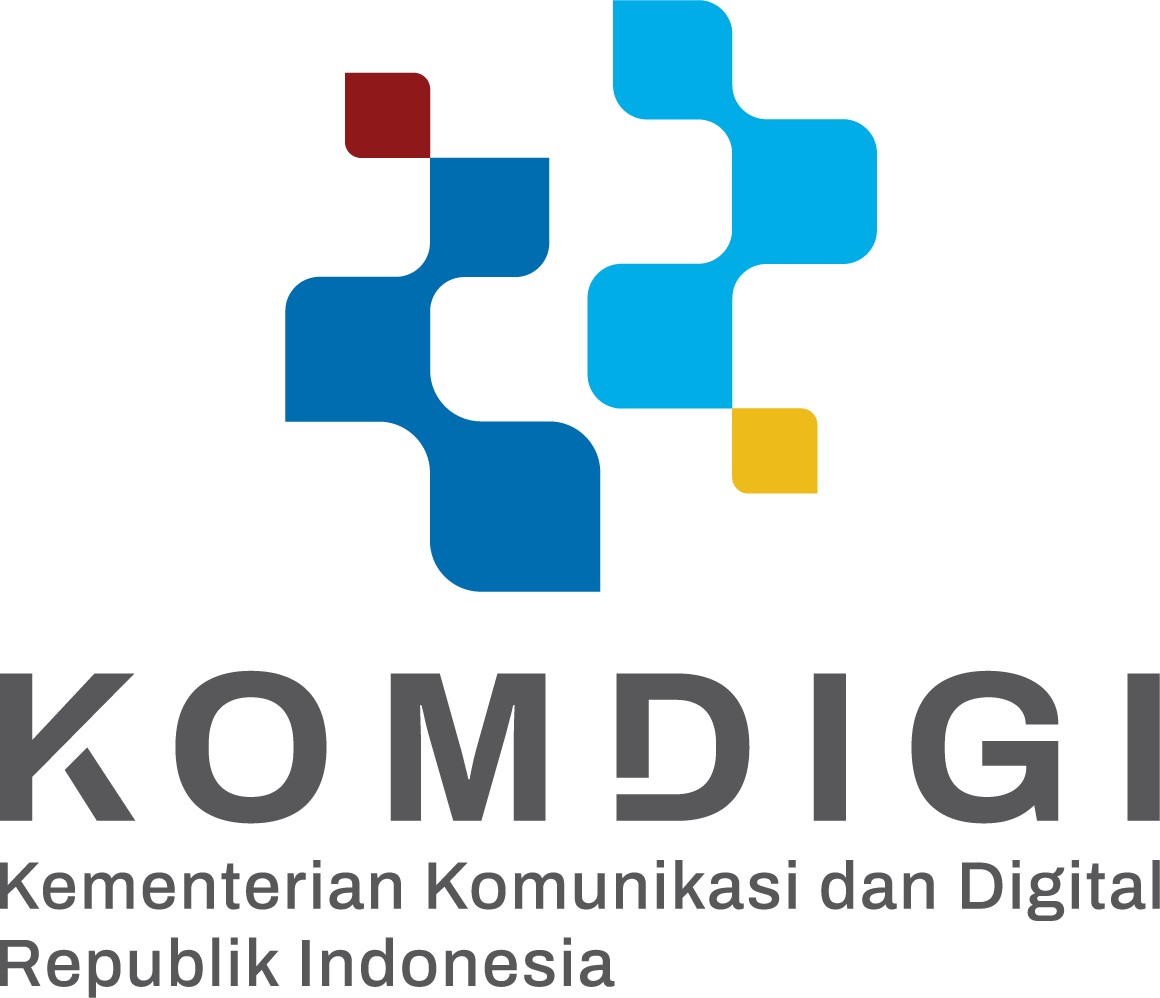 KOMDIGI
Kementerian Komunikasi dan Digital
Republik Indonesia